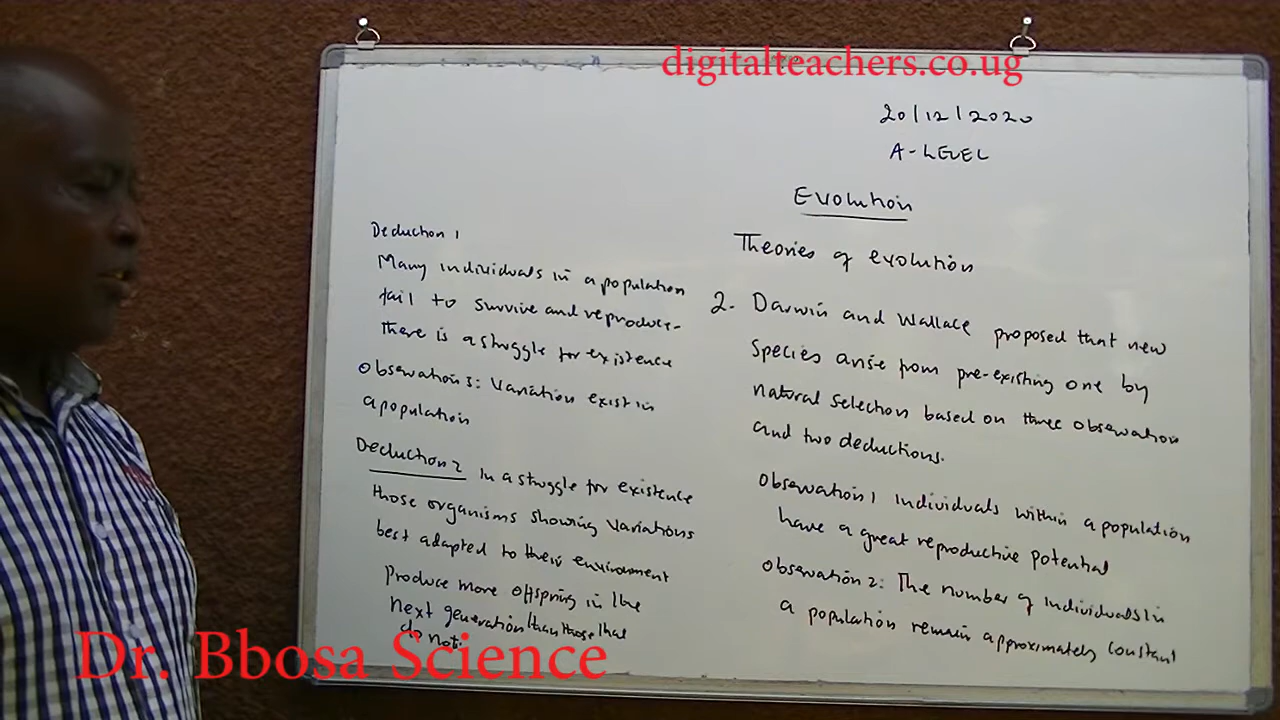 digitalteachers.co.ug
20/12/2020
A-LEVEL
Evolution
Theories of evolution
2. Darwin and Wallace proposed that new
species arise from pre-existing one by
natural selection based on three observation
and two deductions.
Observation 1 individuals within a population
have a great reproductive potential
Observation 2: The number of individuals in
a population remain approximately constant
Deduction 1
Many individuals in a population
fail to survive and reproduce-
there is a struggle for existence
Observation 3: Variation exist in
a population
Deduction 2 In a struggle for existence
those organisms showing variations
best adapted to their environment
produce more offspring in the
next generation than those that
do not.
Dr. Bbosa Science